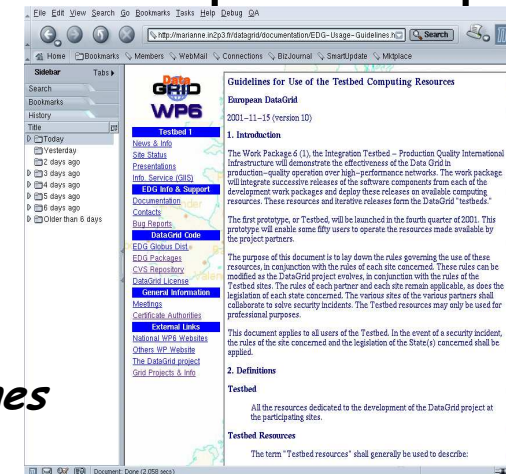 File Edit View Search Go Bookmarks Tasks Help Debug QA
http://marianne.in2p3.fr/datagrid/documentation/EDG-Usage-Guidelines.h
Search
Home Bookmarks Members WebMail Connections BizJournal SmartUpdate Mktplace
Sidebar Tabs
Search
Bookmarks
History
Title
Today
Yesterday
2 days ago
3 days ago
4 days ago
5 days ago
6 days ago
Older than 6 days
Data
GRID
WP6
Testbed 1
News & Info
Site Status
Presentations
Info. Service (GIIS)
EDG Info & Support
Documentation
Contacts
Bug Reports
DataGrid Code
EDG Globus Dist.
EDG Packages
CVS Repository
DataGrid License
General Information
Meetings
Certificate Authorities
External Links
National WP6 Websites
Others WP Website
The DataGrid project
Grid Projects & Info
Guidelines for Use of the Testbed Computing Resources
European DataGrid
2001-11-15 (version 10)
1. Introduction
The Work Package 6 (1), the Integration Testbed - Production Quality International
Infrastructure will demonstrate the effectiveness of the Data Grid in
production-quality operation over high-performance networks. The work package
will integrate successive releases of the software components from each of the
development work packages and deploy these releases on available computing
resources. These resources and iterative releases form the DataGrid "testbeds."
The first prototype, or Testbed, will be launched in the fourth quarter of 2001. This
prototype will enable some fifty users to operate the resources made available by
the project partners.
The purpose of this document is to lay down the rules governing the use of these
resources, in conjunction with the rules of each site concerned. These rules can be
modified as the DataGrid project evolves, in conjunction with the rules of the
Testbed sites. The rules of each partner and each site remain applicable, as does the
legislation of each state concerned. The various sites of the various partners shall
collaborate to solve security incidents. The Testbed resources may only be used for
professional purposes.
This document applies to all users of the Testbed. In the event of a security incident,
the rules of the site concerned and the legislation of the State(s) concerned shall be
applied.
2. Definitions
Testbed
All the resources dedicated to the development of the DataGrid project at
the participating sites.
Testbed Resources
The term "Testbed resources" shall generally be used to describe:
nes
Document: Done (2.058 secs)